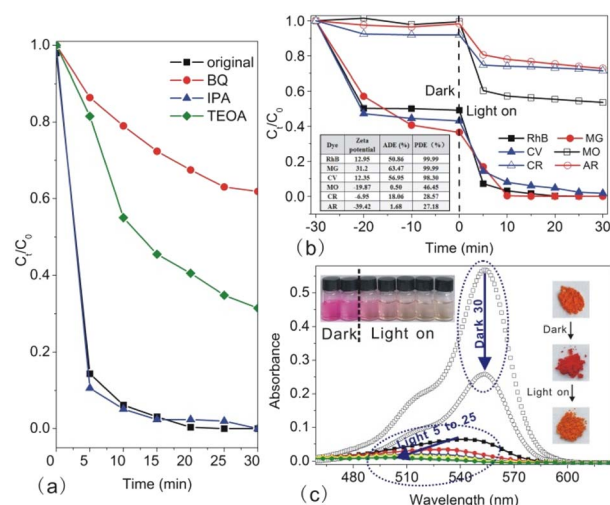 original
BQ
IPA
TEOA
1.0
0.8
0.6
0.4
0.2
0.0
Ct/C0
0 5 10 15 20 25 30
Time (min)
(a)
1.0
0.8
0.6
0.4
0.2
0.0
Ct/C0
Dark
Light on
RhB MG
CV MO
CR AR
Dye Zeta potential ADE (%) PDE (%)
RhB 12.95 50.86 99.99
MG 31.2 63.47 99.99
CV 12.35 56.95 98.30
MO -19.87 0.50 46.45
CR -6.95 18.06 28.57
AR -39.42 1.68 27.18
-30 -20 -10 0 10 20 30
Time (min)
(b)
0.5
0.4
0.3
0.2
0.1
0.0
Absorbance
Dark Light on
Dark 30
Light 5 to 25
Dark
Light on
480 510 540 570 600
Wavelength (nm)
(c)